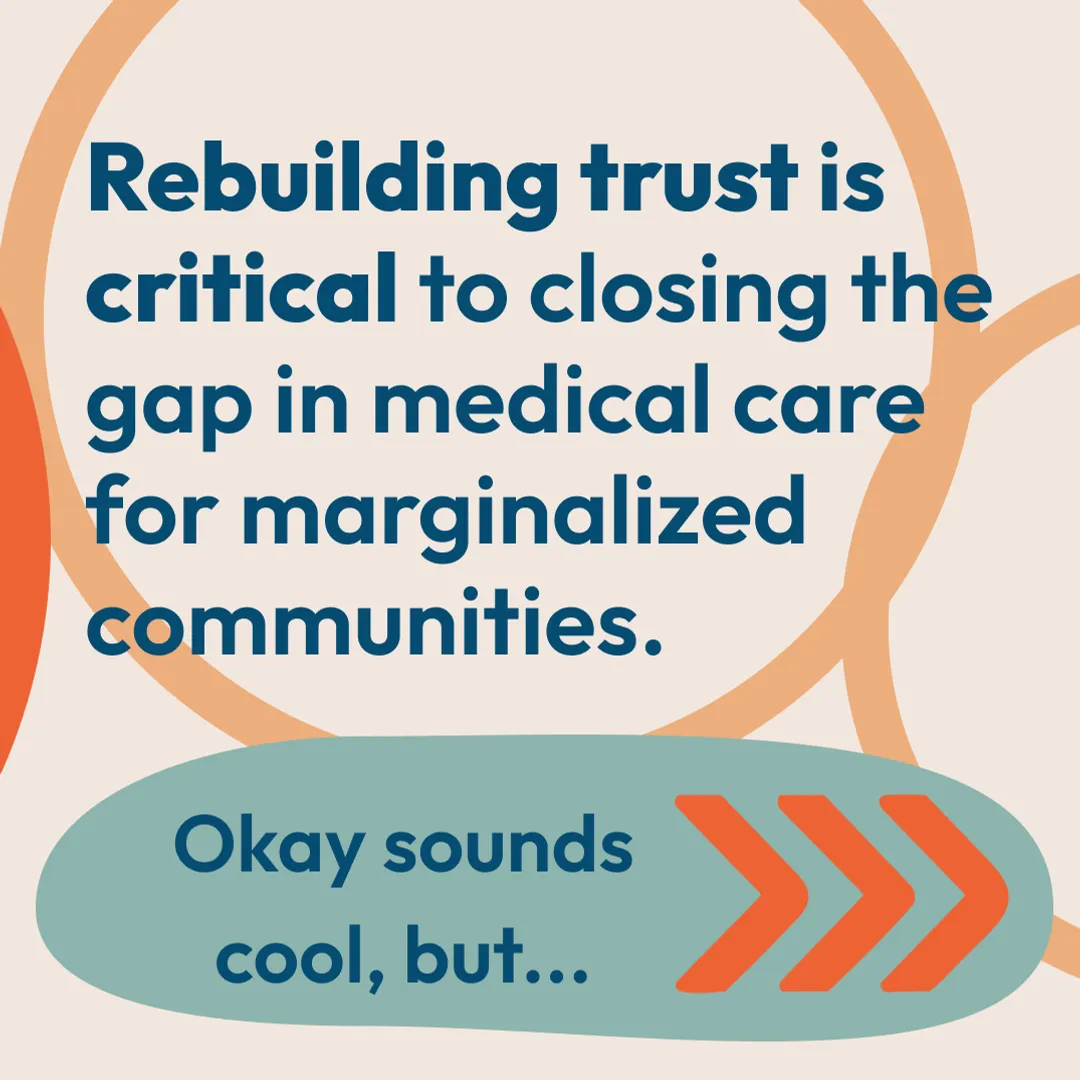 Rebuilding trust is
critical to closing the
gap in medical care
for marginalized
communities.
Okay sounds
cool, but...